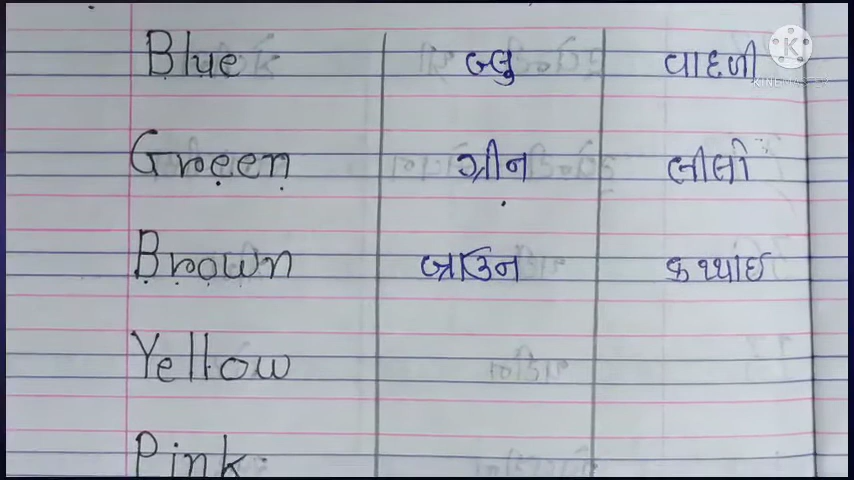 Blue બ્લુ વાદળી
Green ગ્રીન લીલો
Brown બ્રાઉન કથ્થાઈ
Yellow
Pink